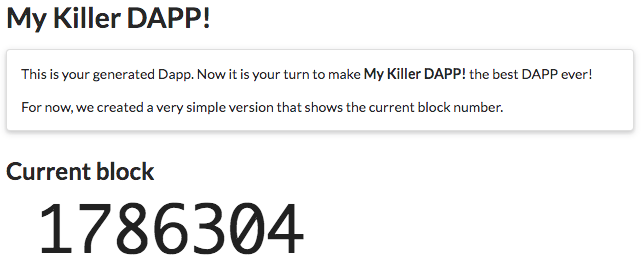 My Killer DAPP!
This is your generated Dapp. Now it is your turn to make My Killer DAPP! the best DAPP ever!
For now, we created a very simple version that shows the current block number.
Current block
1786304